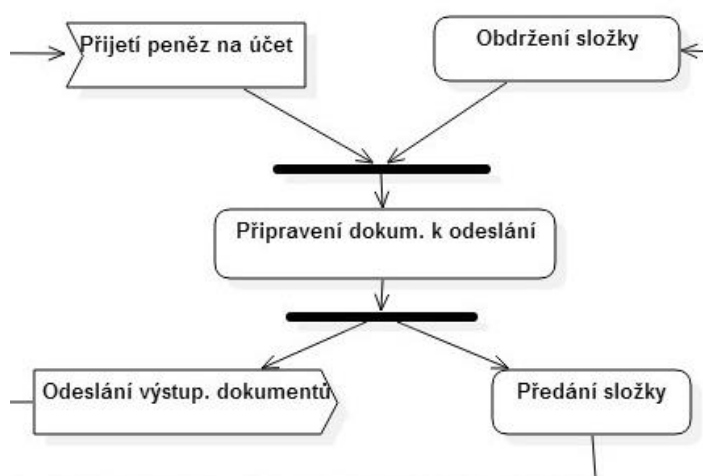 Přijetí peněz na účet
Obdržení složky
Připravení dokum. k odeslání
Odeslání výstup. dokumentů
Předání složky